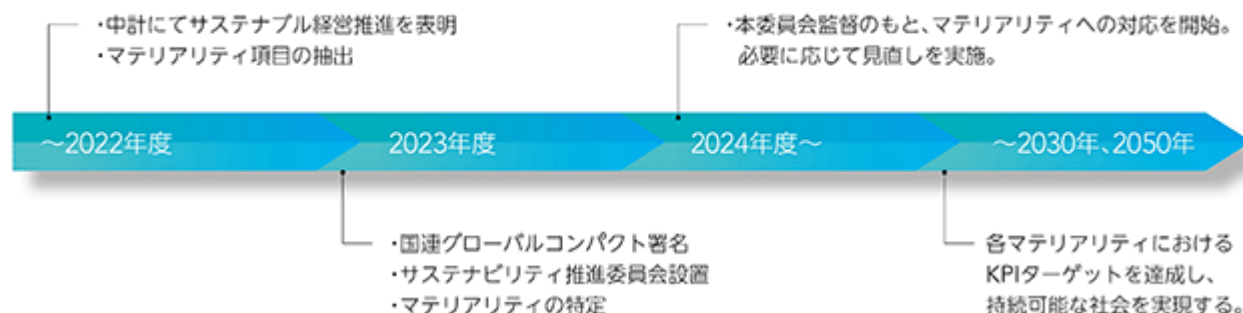 ・中計にてサステナブル経営推進を表明
・マテリアリティ項目の抽出
・本委員会監督のもと、マテリアリティへの対応を開始。
必要に応じて見直しを実施。
～2022年度
2023年度
2024年度～
～2030年、2050年
・国連グローバルコンパクト署名
・サステナビリティ推進委員会設置
・マテリアリティの特定
各マテリアリティにおける
KPIターゲットを達成し、
持続可能な社会を実現する。